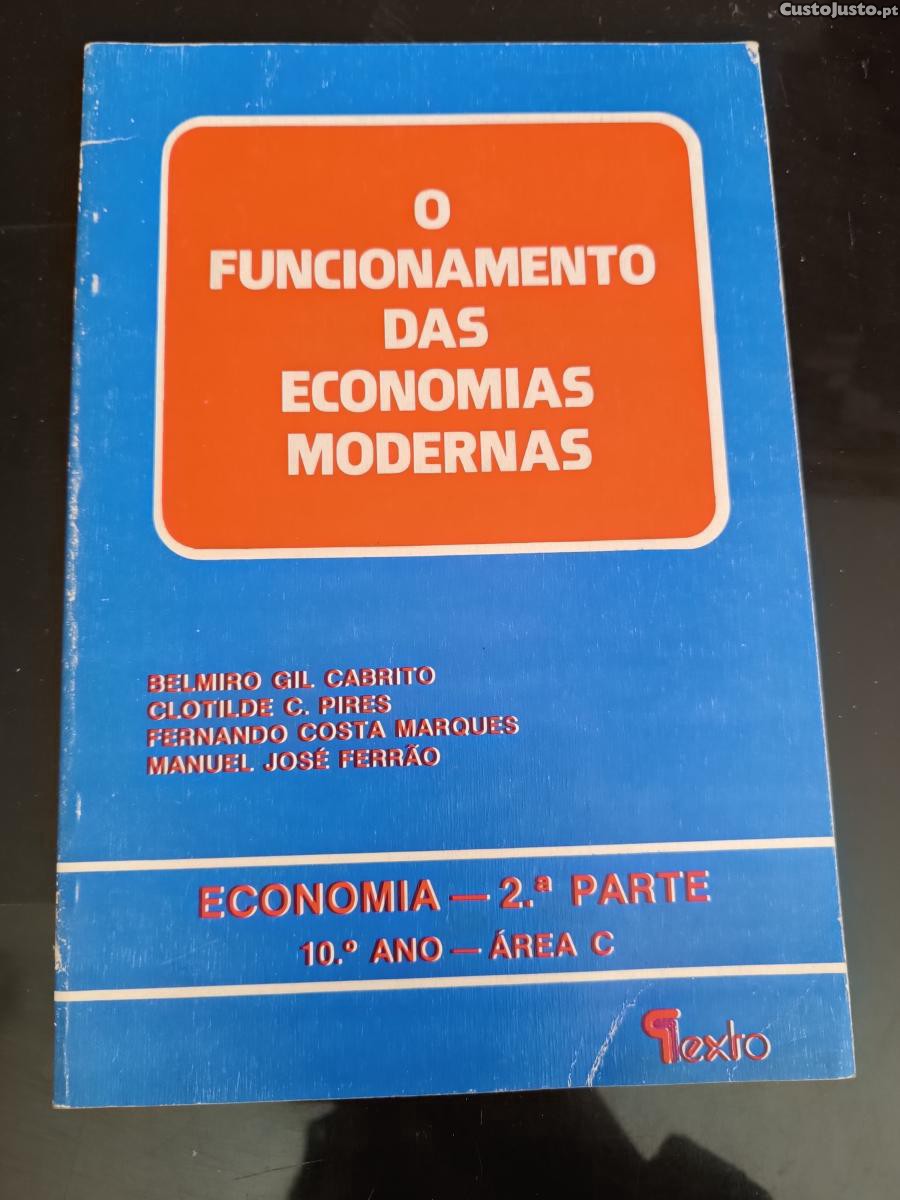 CustoJusto.pt
O
FUNCIONAMENTO
DAS
ECONOMIAS
MODERNAS
BELMIRO GIL CABRITO
CLOTILDE C. PIRES
FERNANDO COSTA MARQUES
MANUEL JOSÉ FERRÃO
ECONOMIA — 2.ª PARTE
10.º ANO — ÁREA C
Texto